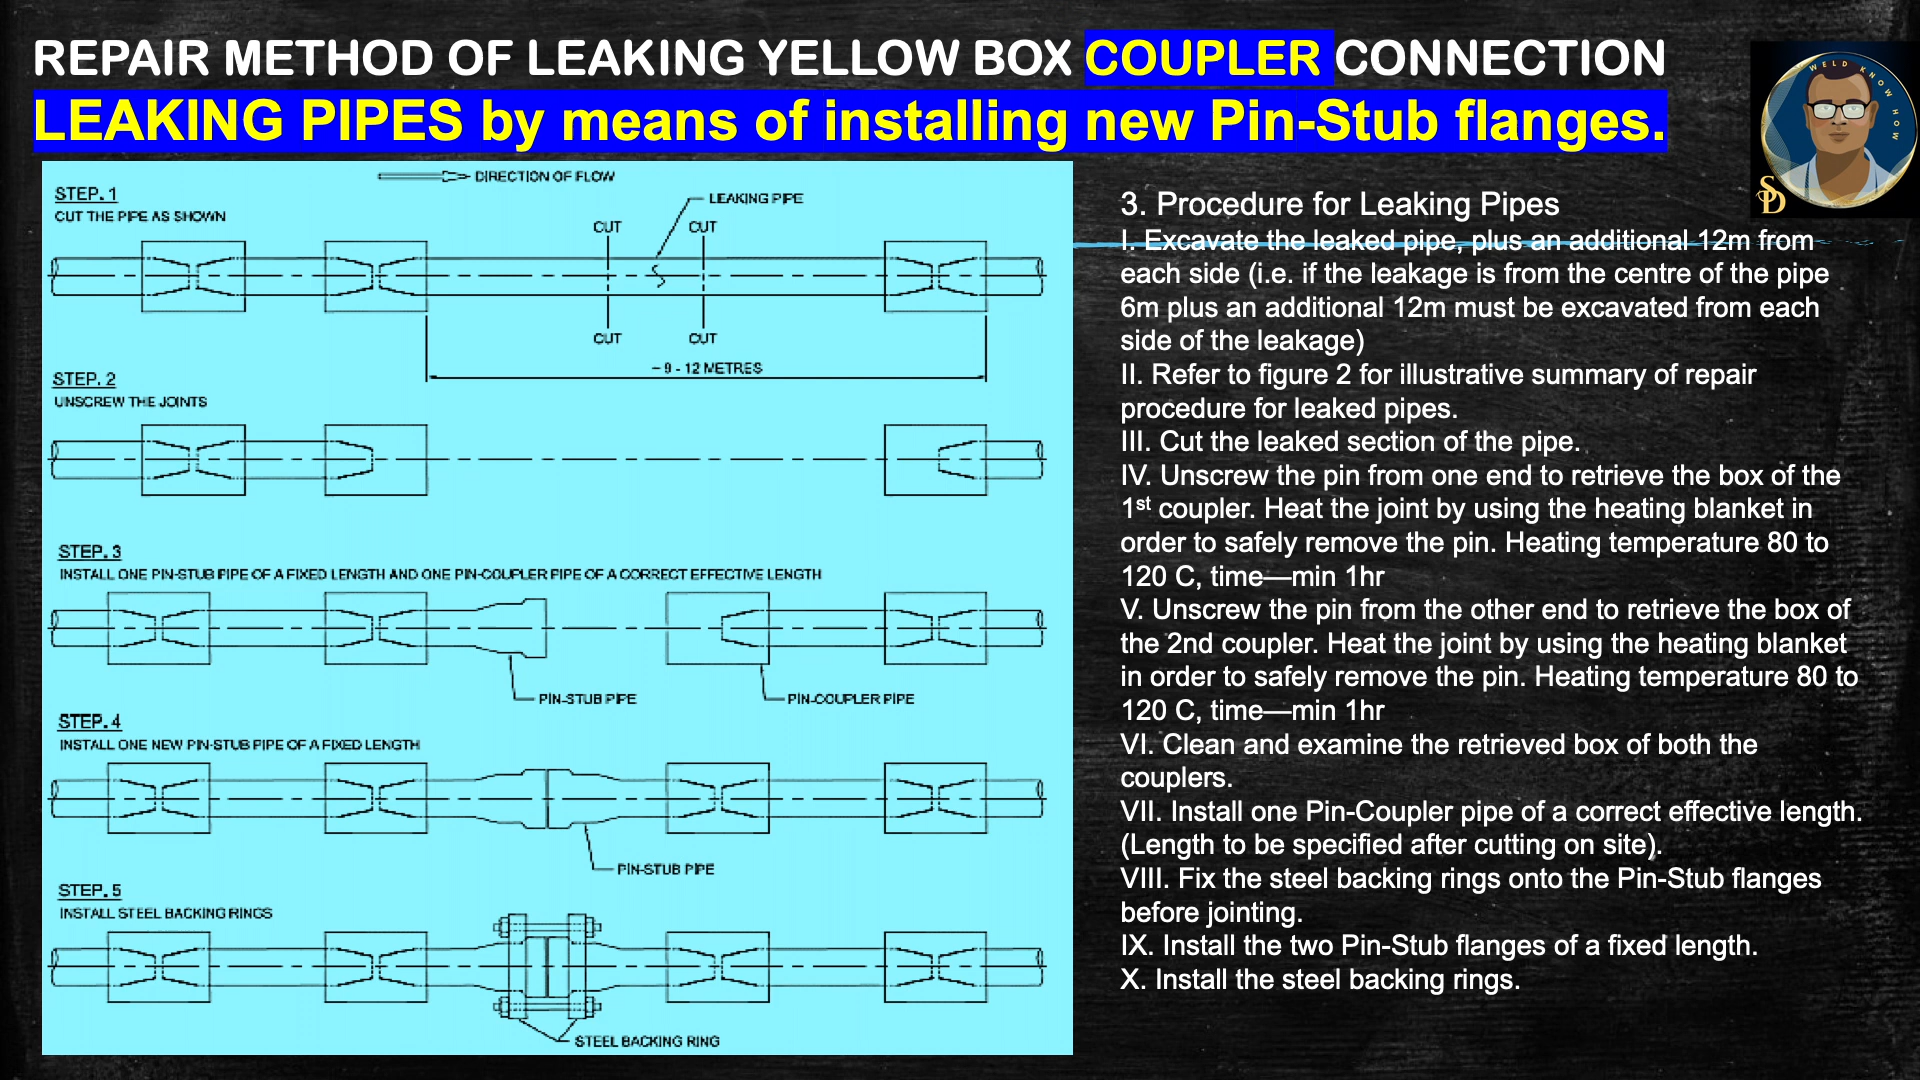 REPAIR METHOD OF LEAKING YELLOW BOX COUPLER CONNECTION
LEAKING PIPES by means of installing new Pin-Stub flanges.
WELD KNOW HOW
SD
DIRECTION OF FLOW
STEP. 1
CUT THE PIPE AS SHOWN
LEAKING PIPE
CUT
CUT
CUT
CUT
~ 9 - 12 METRES
STEP. 2
UNSCREW THE JOINTS
STEP. 3
INSTALL ONE PIN-STUB PIPE OF A FIXED LENGTH AND ONE PIN-COUPLER PIPE OF A CORRECT EFFECTIVE LENGTH
PIN-STUB PIPE
PIN-COUPLER PIPE
STEP. 4
INSTALL ONE NEW PIN-STUB PIPE OF A FIXED LENGTH
PIN-STUB PIPE
STEP. 5
INSTALL STEEL BACKING RINGS
STEEL BACKING RING
3. Procedure for Leaking Pipes
I. Excavate the leaked pipe, plus an additional 12m from
each side (i.e. if the leakage is from the centre of the pipe
6m plus an additional 12m must be excavated from each
side of the leakage)
II. Refer to figure 2 for illustrative summary of repair
procedure for leaked pipes.
III. Cut the leaked section of the pipe.
IV. Unscrew the pin from one end to retrieve the box of the
1st coupler. Heat the joint by using the heating blanket in
order to safely remove the pin. Heating temperature 80 to
120 C, time—min 1hr
V. Unscrew the pin from the other end to retrieve the box of
the 2nd coupler. Heat the joint by using the heating blanket
in order to safely remove the pin. Heating temperature 80 to
120 C, time—min 1hr
VI. Clean and examine the retrieved box of both the
couplers.
VII. Install one Pin-Coupler pipe of a correct effective length.
(Length to be specified after cutting on site).
VIII. Fix the steel backing rings onto the Pin-Stub flanges
before jointing.
IX. Install the two Pin-Stub flanges of a fixed length.
X. Install the steel backing rings.